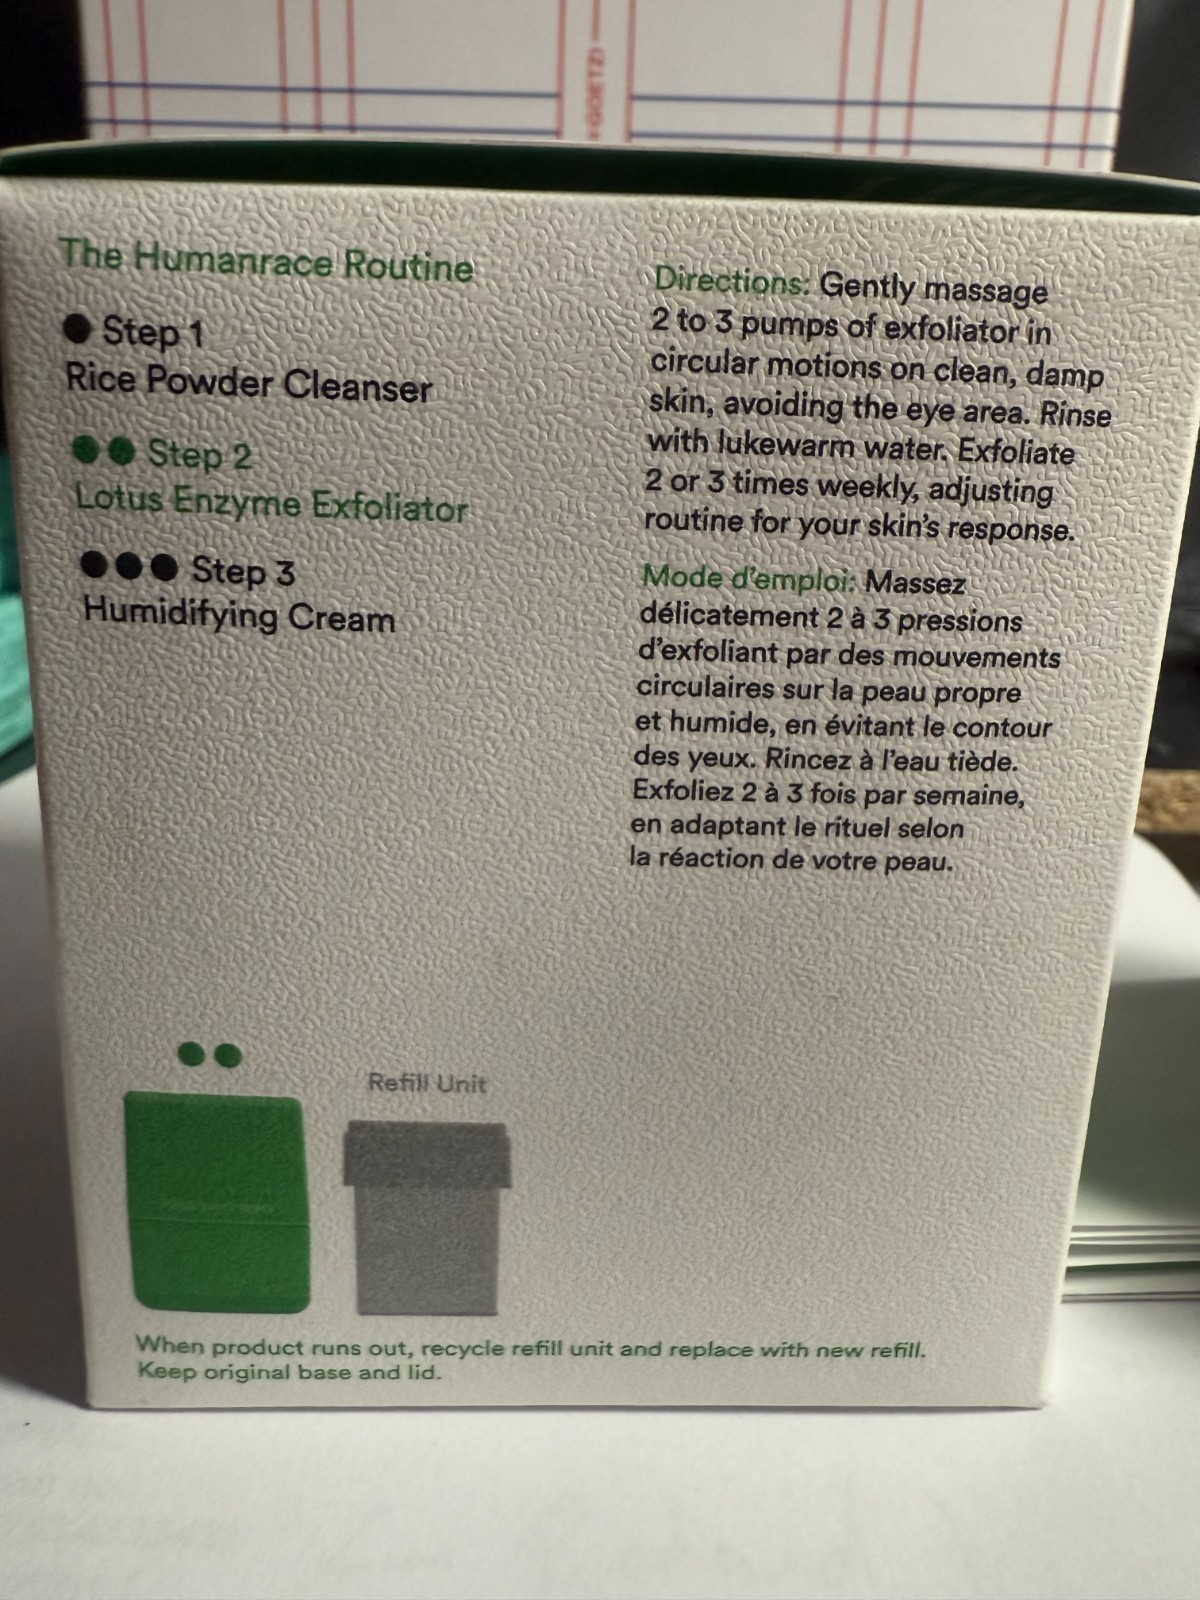 GOETZ)
The Humanrace Routine
Step 1
Rice Powder Cleanser
Step 2
Lotus Enzyme Exfoliator
Step 3
Humidifying Cream
Directions: Gently massage
2 to 3 pumps of exfoliator in
circular motions on clean, damp
skin, avoiding the eye area. Rinse
with lukewarm water. Exfoliate
2 or 3 times weekly, adjusting
routine for your skin's response.
Mode d'emploi: Massez
délicatement 2 à 3 pressions
d'exfoliant par des mouvements
circulaires sur la peau propre
et humide, en évitant le contour
des yeux. Rincez à l'eau tiède.
Exfoliez 2 à 3 fois par semaine,
en adaptant le rituel selon
la réaction de votre peau.
Refill Unit
When product runs out, recycle refill unit and replace with new refill.
Keep original base and lid.